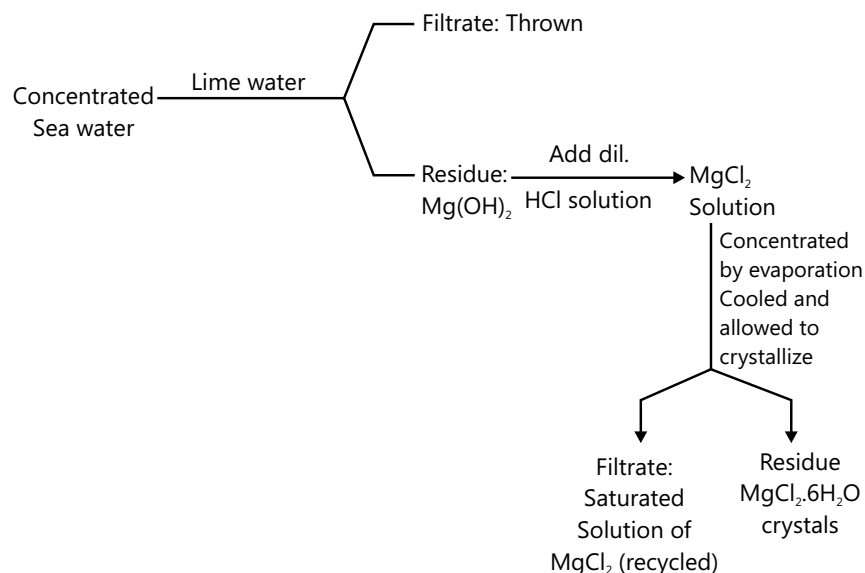 Filtrate: Thrown
Lime water
Concentrated
Sea water
Residue:
Mg(OH)₂
Add dil.
HCl solution
MgCl₂
Solution
Concentrated
by evaporation
Cooled and
allowed to
crystallize
Filtrate:
Saturated
Solution of
MgCl₂ (recycled)
Residue
MgCl₂.6H₂O
crystals